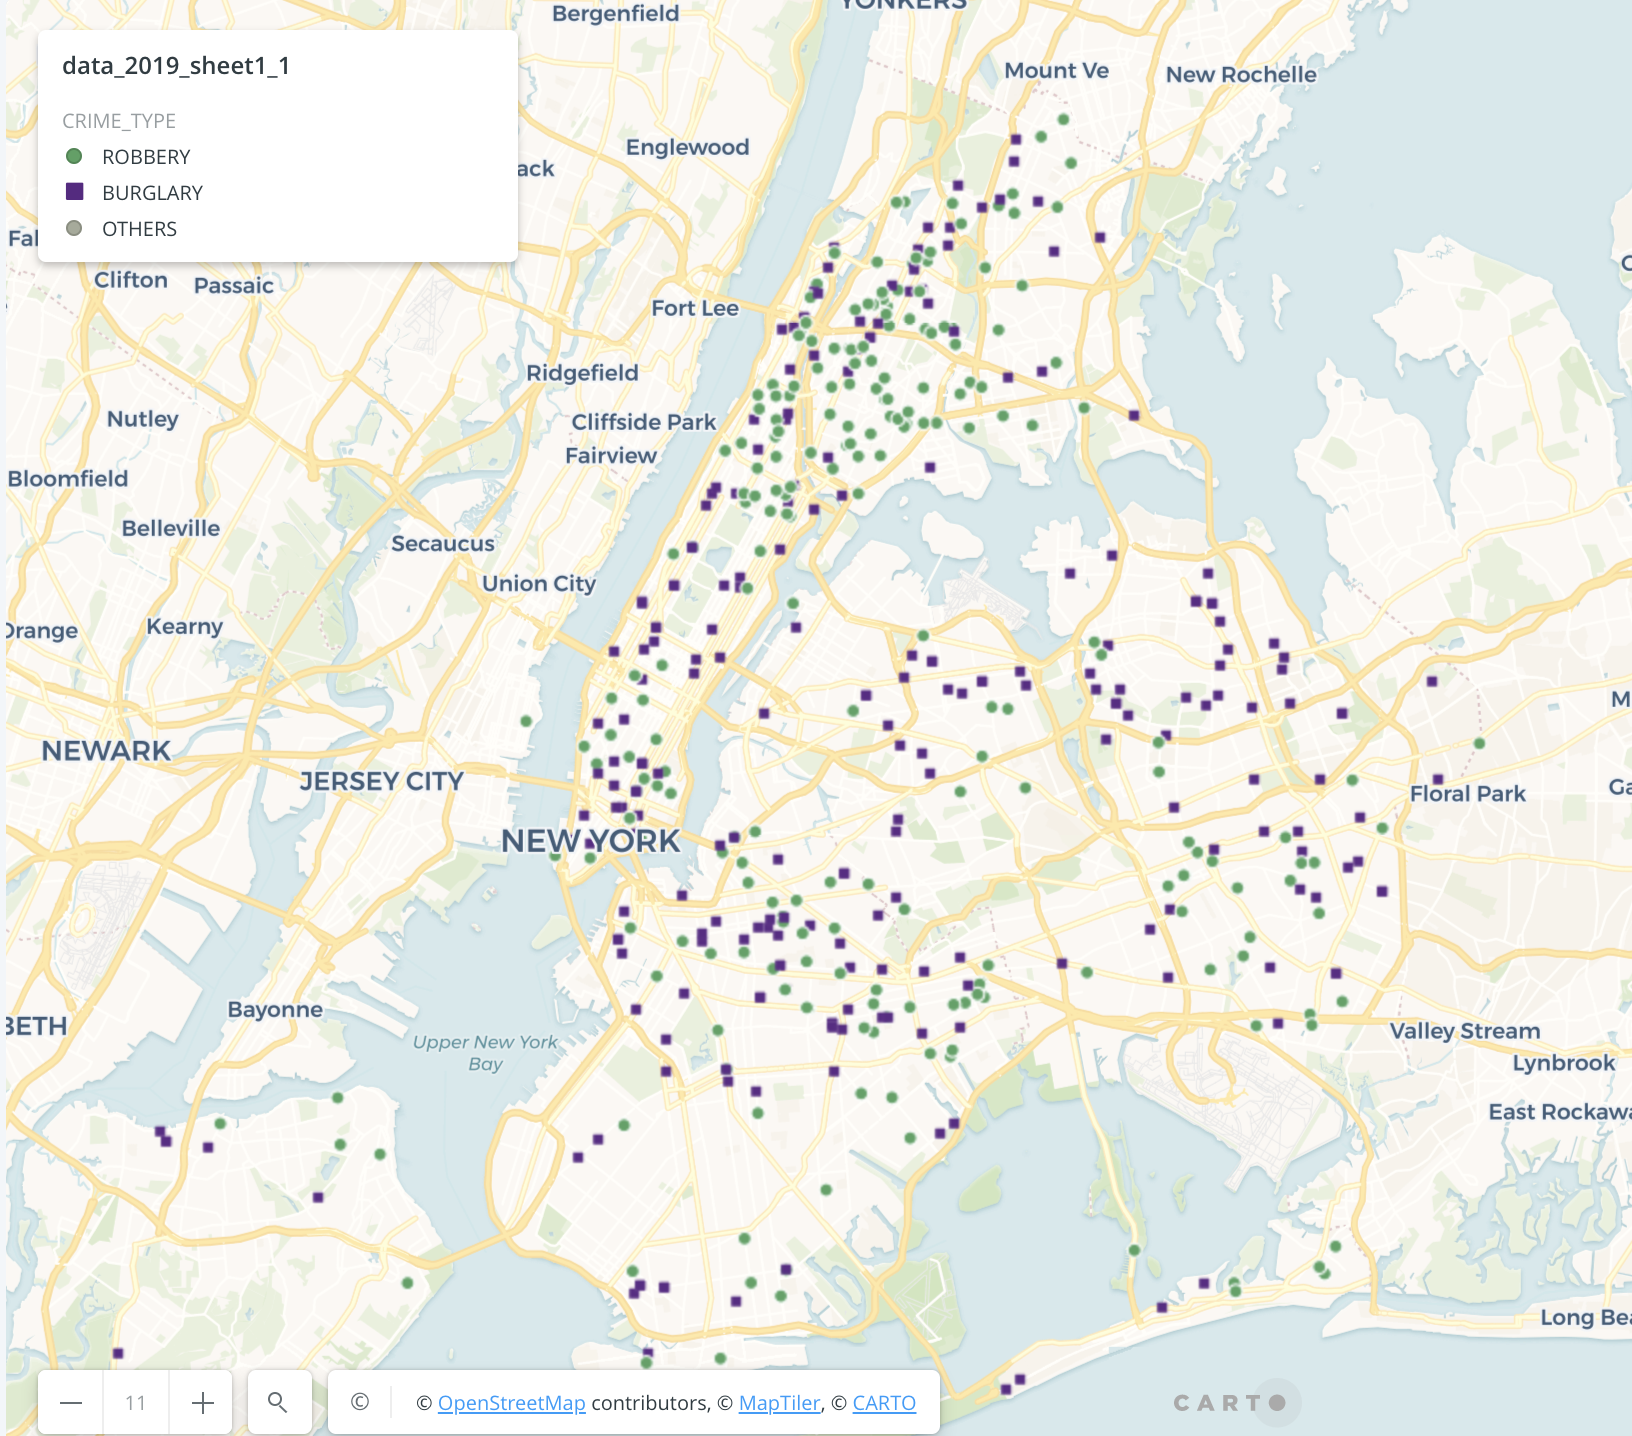 YONKERS
Bergenfield
data_2019_sheet1_1
Mount Ve
New Rochelle
CRIME_TYPE
ROBBERY
Englewood
ack
BURGLARY
OTHERS
Fal
Clifton
Passaic
Fort Lee
Ridgefield
Nutley
Cliffside Park
Fairview
Bloomfield
Belleville
Secaucus
Union City
Orange
Kearny
M
NEWARK
JERSEY CITY
Floral Park
Ga
NEW YORK
Bayonne
BETH
Valley Stream
Upper New York
Bay
Lynbrook
East Rockawa
Long Bea
11
© © OpenStreetMap contributors, © MapTiler, © CARTO
CARTO